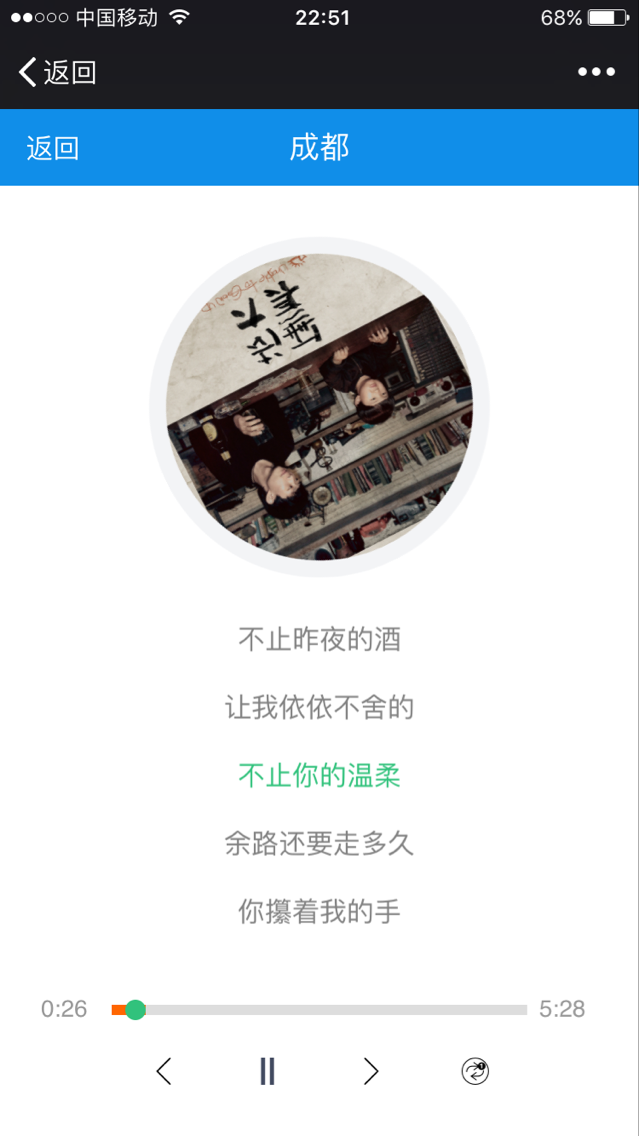 中国移动 22:51 68%
返回
返回 成都
不止昨夜的酒
让我依依不舍的
不止你的温柔
余路还要走多久
你攥着我的手
0:26 5:28
1